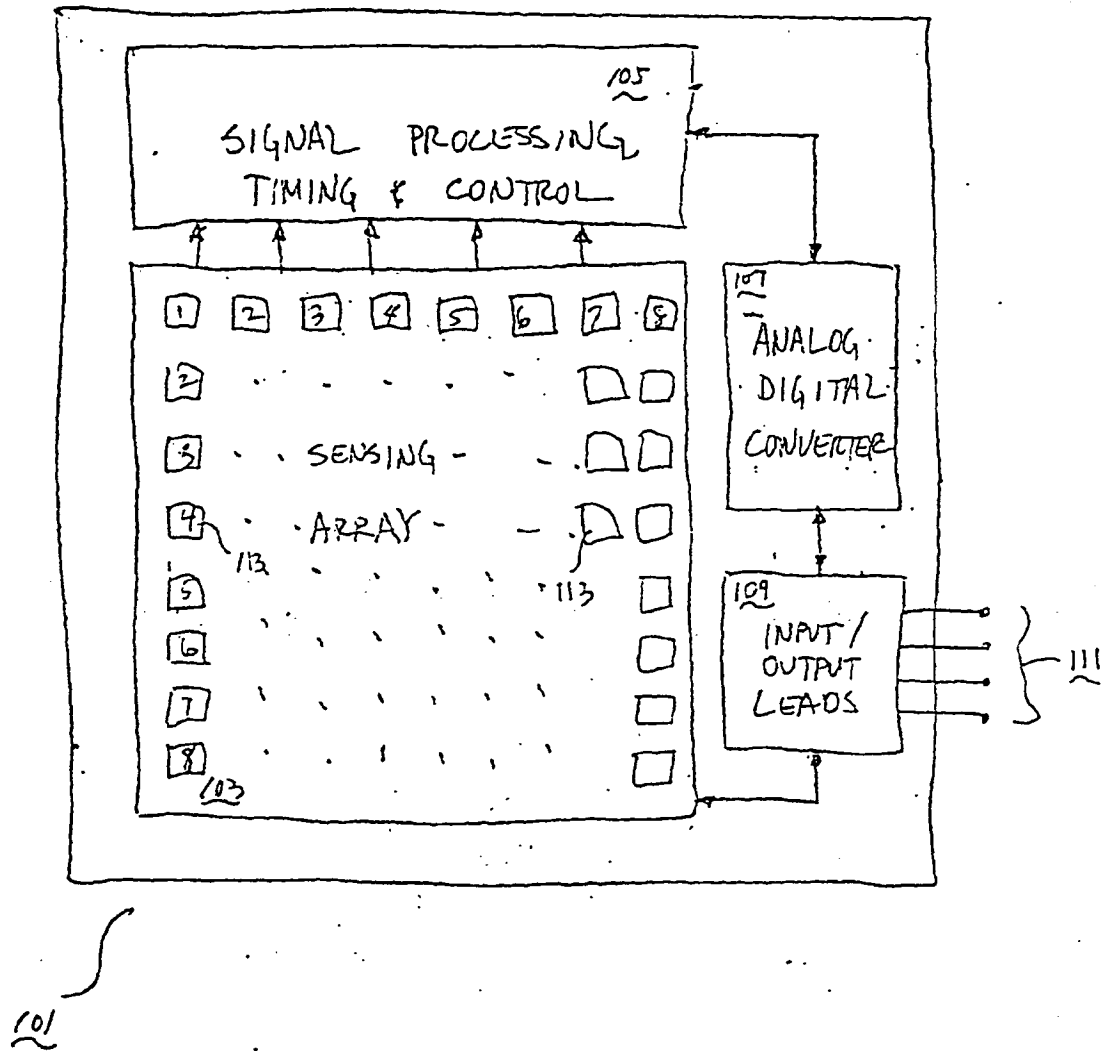 105
SIGNAL PROCESSING,
TIMING & CONTROL
1 2 3 4 5 6 7 8
2
3 SENSING
4 ARRAY
113
113
5
6
7
8
103
107
ANALOG
DIGITAL
CONVERTER
109
INPUT/
OUTPUT
LEADS
111
101